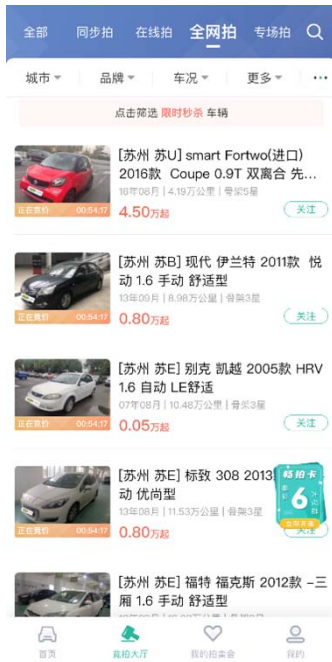 全部 同步拍 在线拍 全网拍 专场拍
城市 品牌 车况 更多 ···
点击筛选 限时秒杀 车辆
[苏州 苏U] smart Fortwo(进口)
2016款 Coupe 0.9T 双离合 先...
16年08月 | 4.19万公里 | 骨架5星
正在竞价 00:54:17
4.50万起
关注
[苏州 苏B] 现代 伊兰特 2011款 悦
动 1.6 手动 舒适型
13年09月 | 8.98万公里 | 骨架3星
正在竞价 00:54:17
0.80万起
关注
[苏州 苏E] 别克 凯越 2005款 HRV
1.6 自动 LE舒适
07年08月 | 10.48万公里 | 骨架3星
正在竞价 00:54:17
0.05万起
关注
[苏州 苏E] 标致 308 2013
动 优尚型
13年08月 | 11.53万公里 | 骨架3星
正在竞价 00:54:17
0.80万起
关注
畅拍卡
6
[苏州 苏E] 福特 福克斯 2012款 -三
厢 1.6 手动 舒适型
首页 竞拍大厅 我的拍卖会 我的